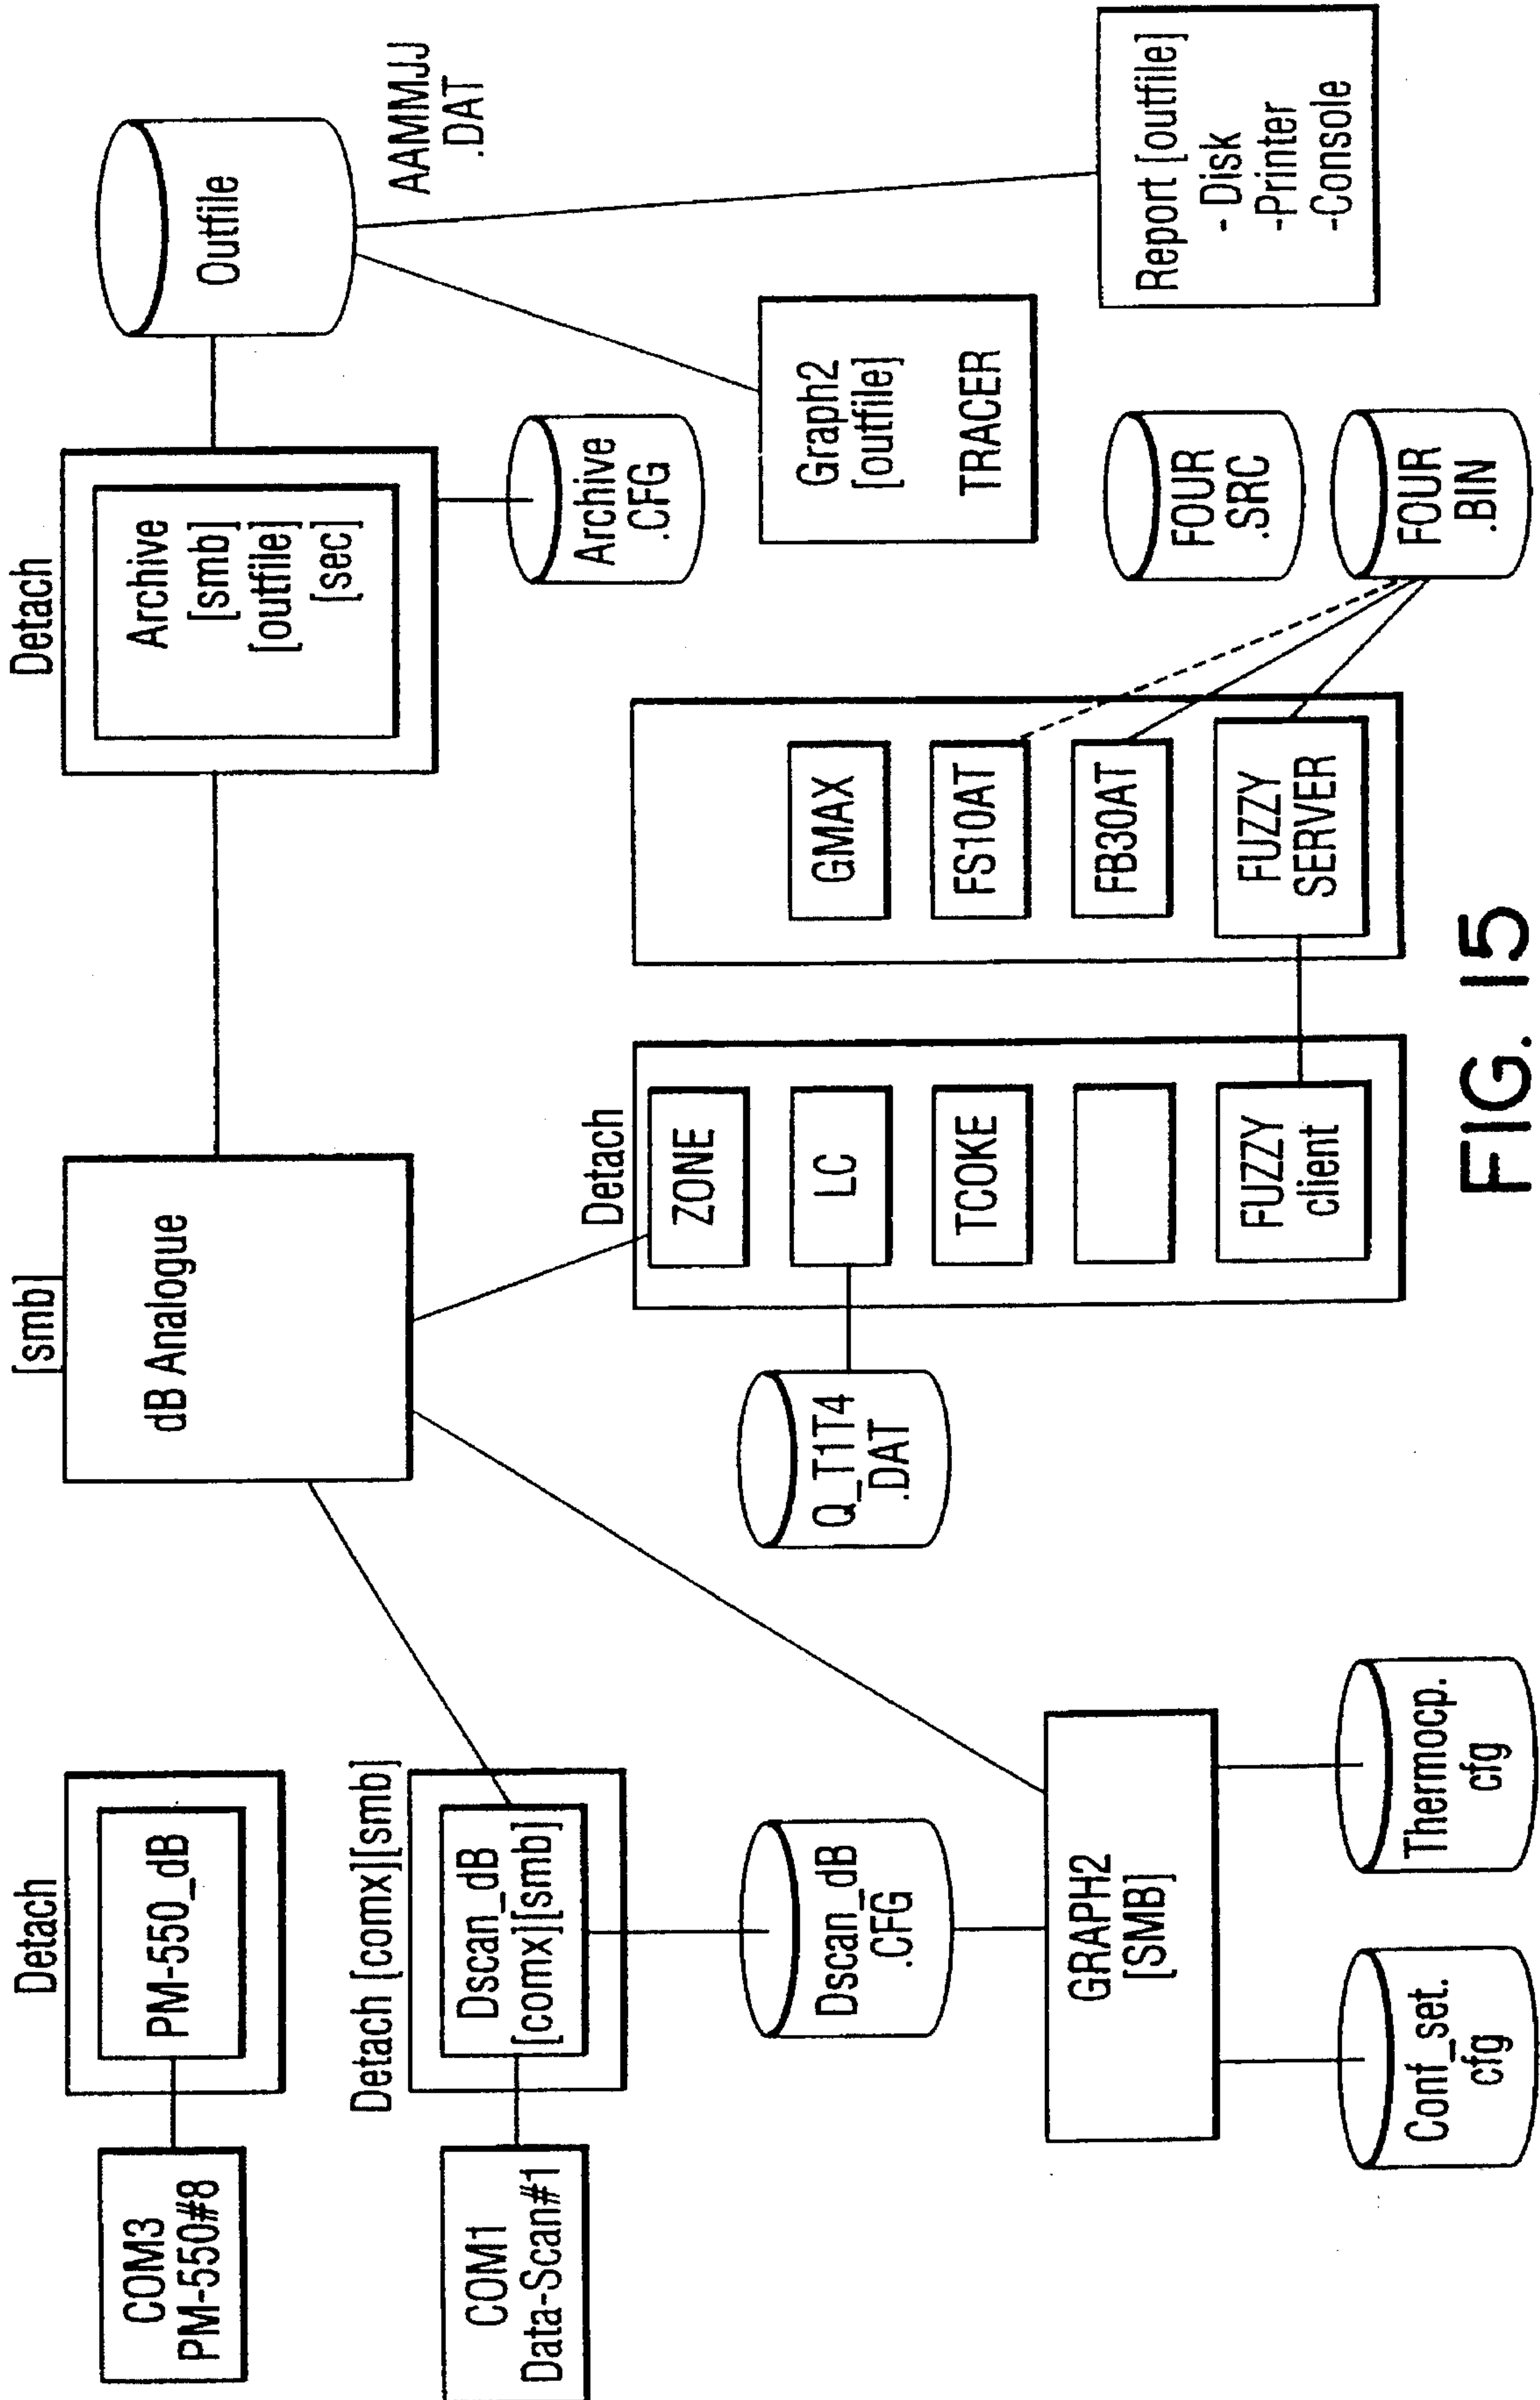 COM3
PM-550#8
Detach
PM-550_dB
COM1
Data-Scan#1
Detach [comx][smb]
Dscan_dB
[comx][smb]
Dscan_dB
.CFG
GRAPH2
[SMB]
Conf_set.
cfg
Thermocp.
cfg
[smb]
dB Analogue
Q_T1T4
.DAT
Detach
ZONE
LC
TCOKE
FUZZY
client
GMAX
FS10AT
FB30AT
FUZZY
SERVER
Detach
Archive
[smb]
[outfile]
[sec]
Archive
.CFG
Outfile
AAMMJJ
.DAT
Graph2
[outfile]
TRACER
FOUR
.SRC
FOUR
.BIN
Report [outfile]
- Disk
-Printer
-Console
FIG. 15